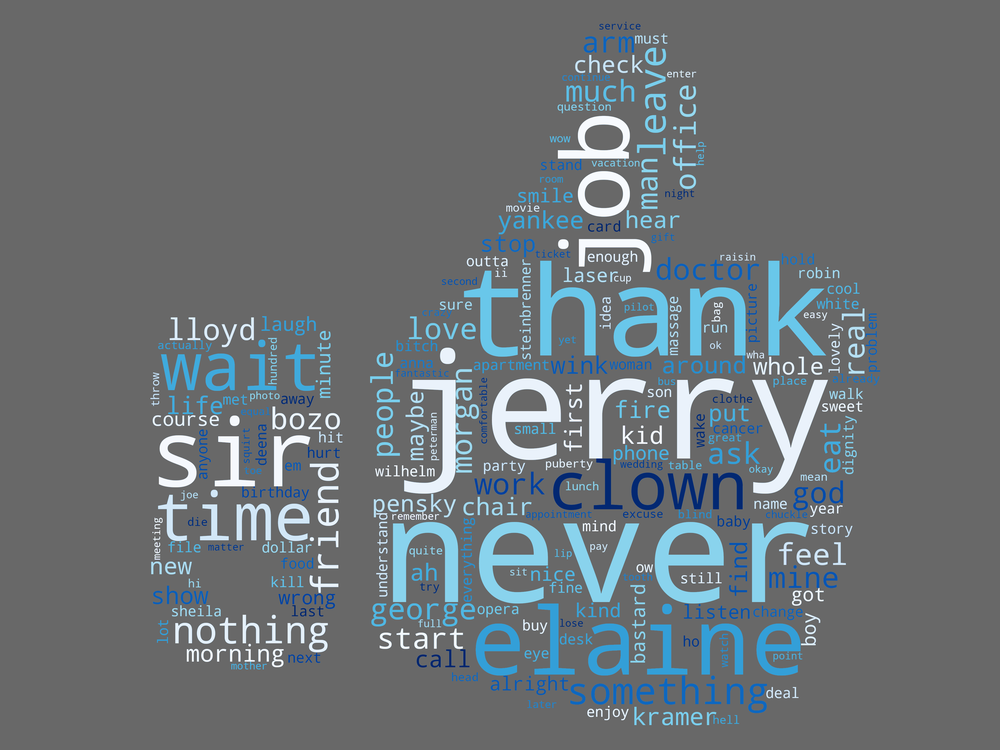 service
arm must
check
continue enter
much leave
question office
job
wow help
stand vacation man
room
smile night
movie
yankee hear
card
stop gift
ticket
outta enough raisin hold
ii laser doctor robin
second cup
thank
steinbrenner picture cool
sure idea pilot massage bag white
crazy easy
lloyd laugh love run real
yet lovely problem
actually hundred minute bitch ok
wait wha
people anna apartment wink woman around whole
fantastic
throw morgan comfortable bus place already
jerry
life met photo away maybe first son clothe walk
equal fire put sweet
course bozo peterman
sir
anyone squirt deena hit small kid wake cancer eat dignity
great
hurt phone ask
em puberty wedding table okay
toe wilhelm party mean
friend work clown
joe birthday lunch god
time pensky chair name year
remember appointment excuse blind chuckle
die understand everything mind baby story
meeting never
file matter dollar quite lip pay find feel
new food ah sit nice ow
tooth still mine
hi kill try fine
show wrong got
sheila last george opera kind bastard listen change
lot nothing full buy lose boy
start elaine
desk ho watch
morning next call eye point
mother
head alright something deal
later
enjoy kramer hell